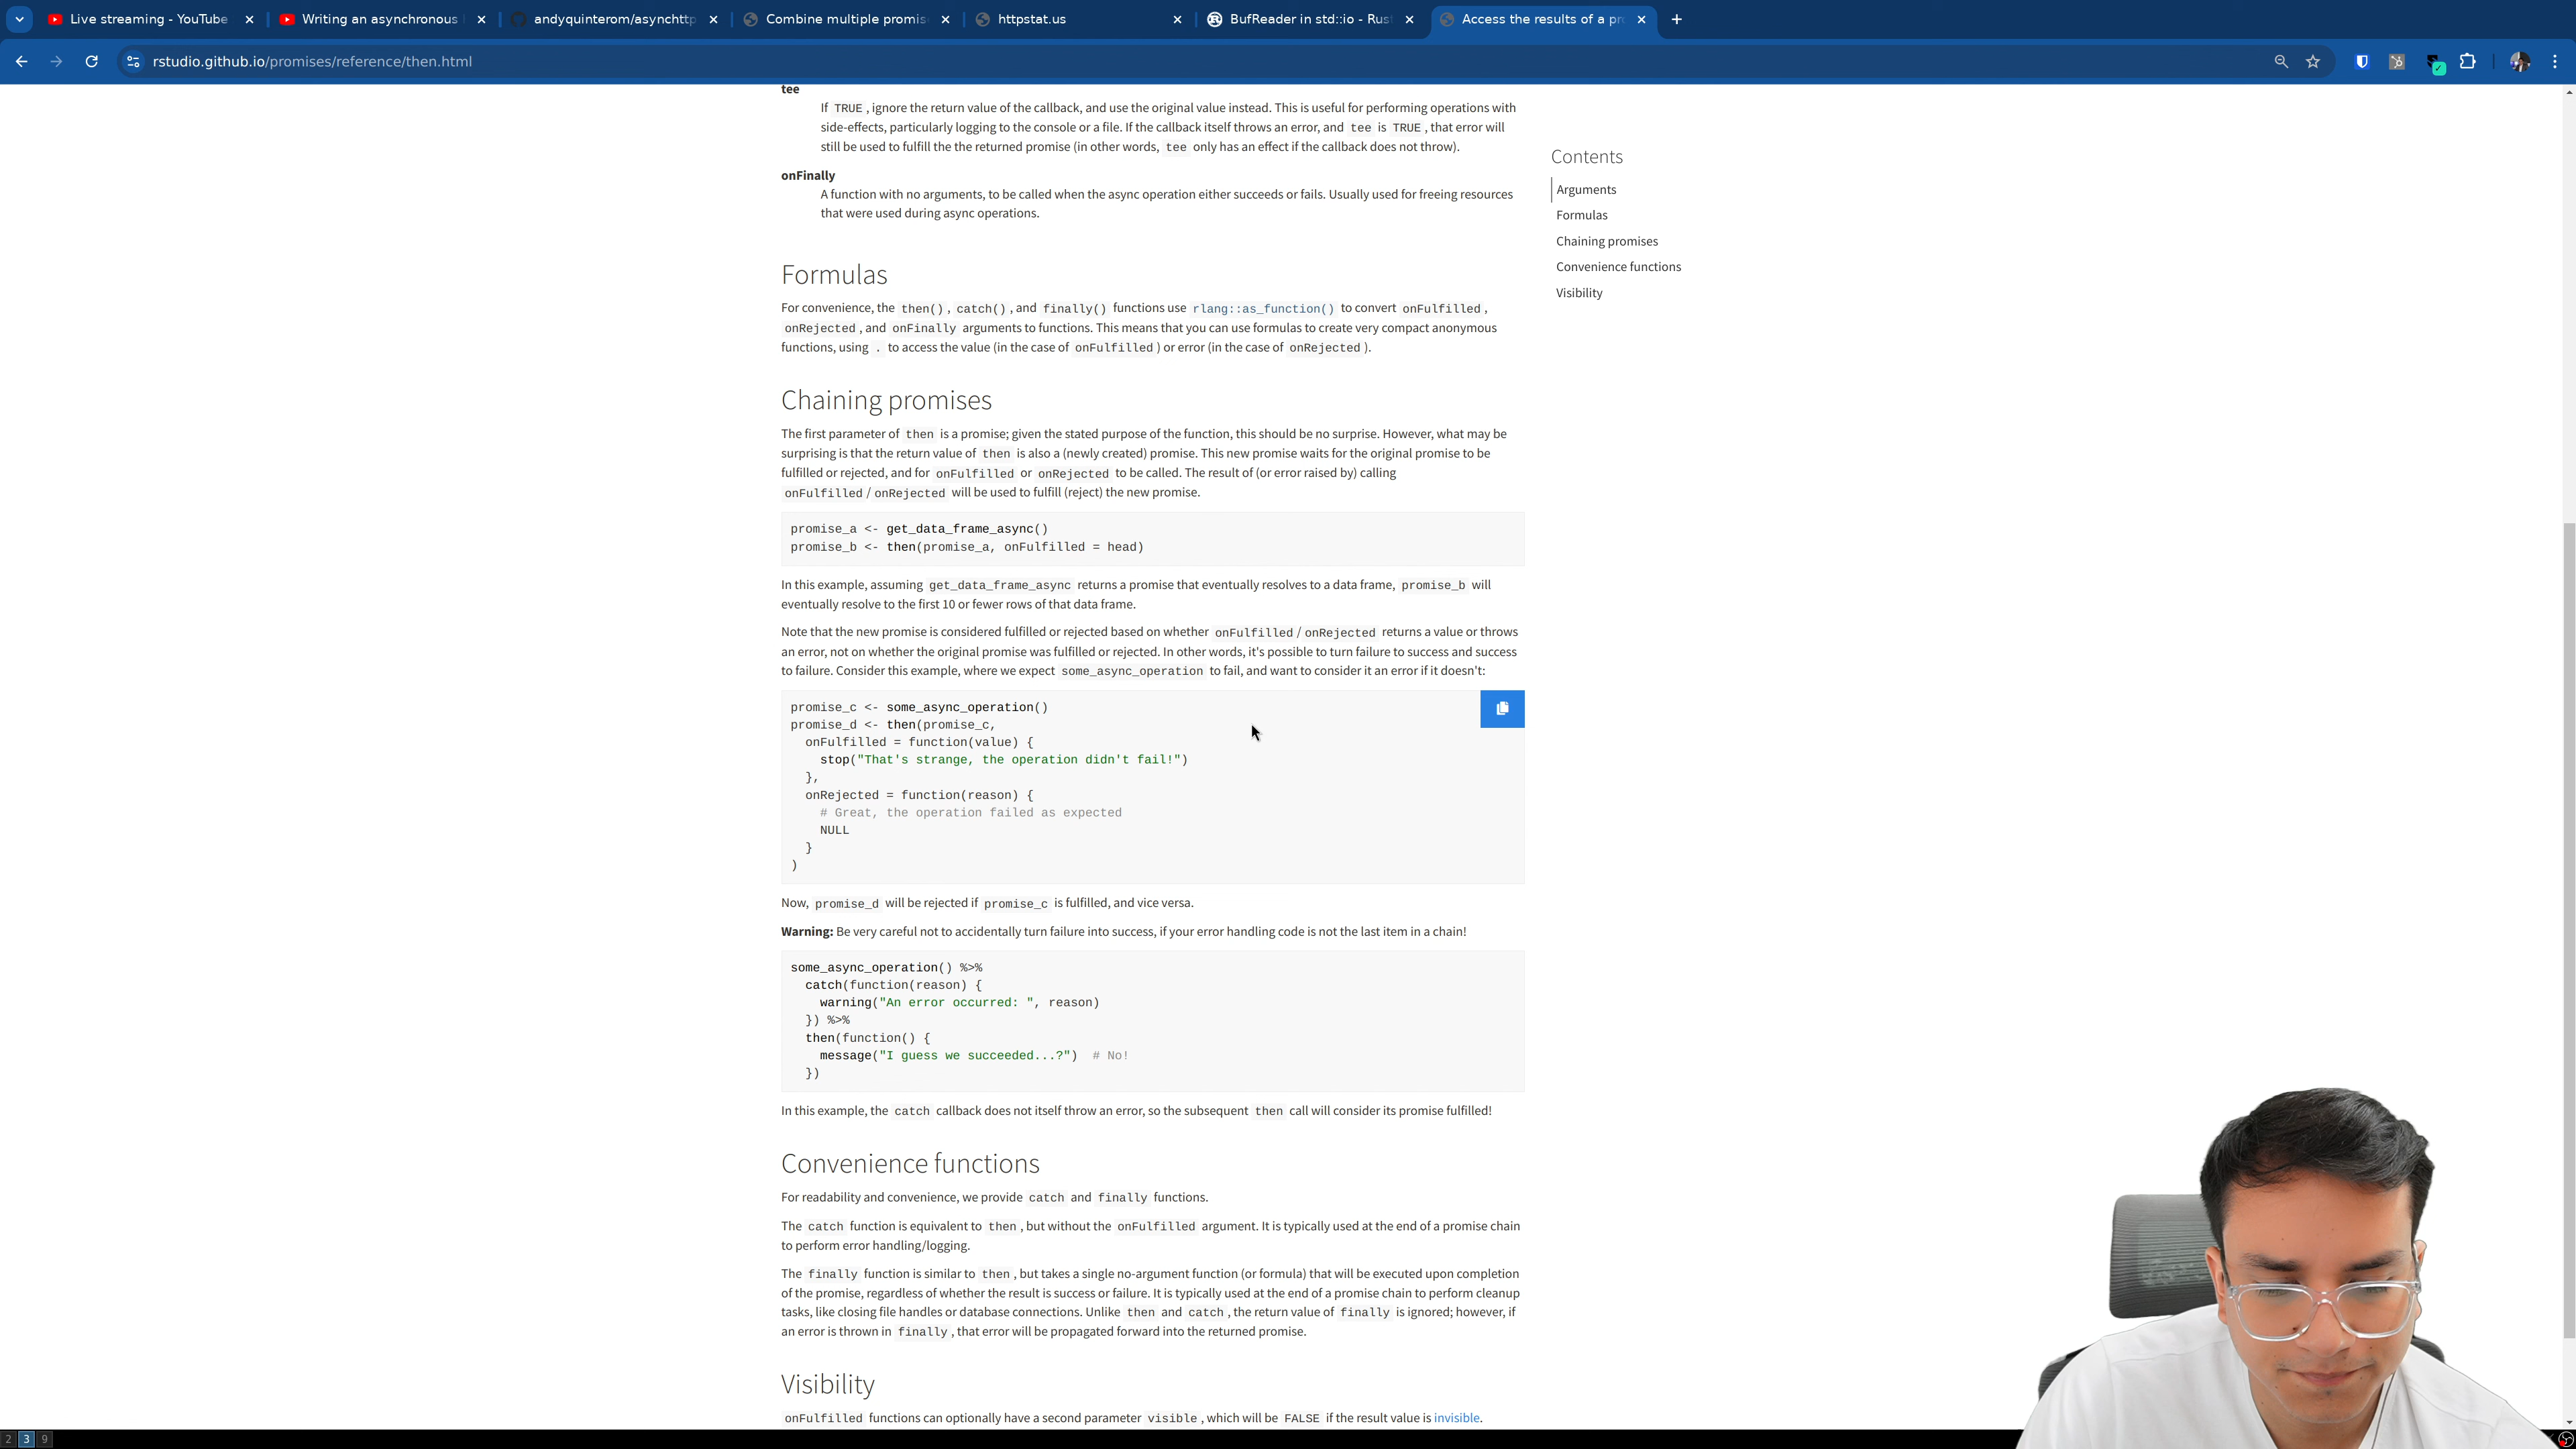 Live streaming - YouTube
Writing an asynchronous
andyquinterom/asynchttp
Combine multiple promis
httpstat.us
BufReader in std::io - Rus
Access the results of a pro
rstudio.github.io/promises/reference/then.html
tee
If TRUE, ignore the return value of the callback, and use the original value instead. This is useful for performing operations with
side-effects, particularly logging to the console or a file. If the callback itself throws an error, and tee is TRUE, that error will
still be used to fulfill the the returned promise (in other words, tee only has an effect if the callback does not throw).
onFinally
A function with no arguments, to be called when the async operation either succeeds or fails. Usually used for freeing resources
that were used during async operations.
Contents
Arguments
Formulas
Chaining promises
Convenience functions
Visibility
Formulas
For convenience, the then(), catch(), and finally() functions use rlang::as_function() to convert onFulfilled,
onRejected, and onFinally arguments to functions. This means that you can use formulas to create very compact anonymous
functions, using . to access the value (in the case of onFulfilled) or error (in the case of onRejected).
Chaining promises
The first parameter of then is a promise; given the stated purpose of the function, this should be no surprise. However, what may be
surprising is that the return value of then is also a (newly created) promise. This new promise waits for the original promise to be
fulfilled or rejected, and for onFulfilled or onRejected to be called. The result of (or error raised by) calling
onFulfilled/onRejected will be used to fulfill (reject) the new promise.
promise_a <- get_data_frame_async()
promise_b <- then(promise_a, onFulfilled = head)
In this example, assuming get_data_frame_async returns a promise that eventually resolves to a data frame, promise_b will
eventually resolve to the first 10 or fewer rows of that data frame.
Note that the new promise is considered fulfilled or rejected based on whether onFulfilled/onRejected returns a value or throws
an error, not on whether the original promise was fulfilled or rejected. In other words, it's possible to turn failure to success and success
to failure. Consider this example, where we expect some_async_operation to fail, and want to consider it an error if it doesn't:
promise_c <- some_async_operation()
promise_d <- then(promise_c,
onFulfilled = function(value) {
stop("That's strange, the operation didn't fail!")
},
onRejected = function(reason) {
# Great, the operation failed as expected
NULL
}
)
Now, promise_d will be rejected if promise_c is fulfilled, and vice versa.
Warning: Be very careful not to accidentally turn failure into success, if your error handling code is not the last item in a chain!
some_async_operation() %>%
catch(function(reason) {
warning("An error occurred: ", reason)
}) %>%
then(function() {
message("I guess we succeeded...?") # No!
})
In this example, the catch callback does not itself throw an error, so the subsequent then call will consider its promise fulfilled!
Convenience functions
For readability and convenience, we provide catch and finally functions.
The catch function is equivalent to then, but without the onFulfilled argument. It is typically used at the end of a promise chain
to perform error handling/logging.
The finally function is similar to then, but takes a single no-argument function (or formula) that will be executed upon completion
of the promise, regardless of whether the result is success or failure. It is typically used at the end of a promise chain to perform cleanup
tasks, like closing file handles or database connections. Unlike then and catch, the return value of finally is ignored; however, if
an error is thrown in finally, that error will be propagated forward into the returned promise.
Visibility
onFulfilled functions can optionally have a second parameter visible, which will be FALSE if the result value is invisible.
2 3 9